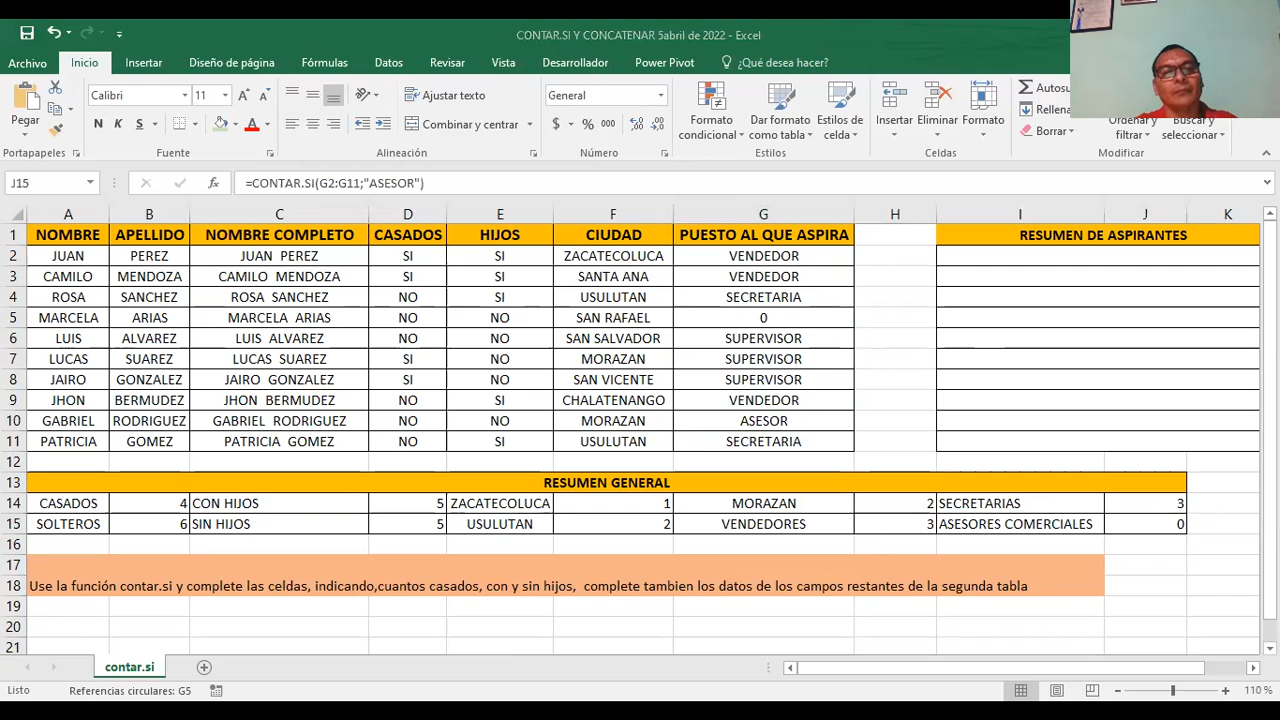 CONTAR.SI Y CONCATENAR 5abril de 2022 - Excel
Archivo Inicio Insertar Diseño de página Fórmulas Datos Revisar Vista Desarrollador Power Pivot ¿Qué desea hacer?
Pegar
Calibri 11
N K S
Ajustar texto
Combinar y centrar
General
$ % 000
Formato condicional
Dar formato como tabla
Estilos de celda
Insertar Eliminar Formato
Autosu
Rellena
Borrar
Ordenar y filtrar
Buscar y seleccionar
Portapapeles Fuente Alineación Número Estilos Celdas Modificar
J15 fx =CONTAR.SI(G2:G11;"ASESOR")
A B C D E F G H I J K
1 NOMBRE APELLIDO NOMBRE COMPLETO CASADOS HIJOS CIUDAD PUESTO AL QUE ASPIRA RESUMEN DE ASPIRANTES
2 JUAN PEREZ JUAN PEREZ SI SI ZACATECOLUCA VENDEDOR
3 CAMILO MENDOZA CAMILO MENDOZA SI SI SANTA ANA VENDEDOR
4 ROSA SANCHEZ ROSA SANCHEZ NO SI USULUTAN SECRETARIA
5 MARCELA ARIAS MARCELA ARIAS NO NO SAN RAFAEL 0
6 LUIS ALVAREZ LUIS ALVAREZ NO NO SAN SALVADOR SUPERVISOR
7 LUCAS SUAREZ LUCAS SUAREZ SI NO MORAZAN SUPERVISOR
8 JAIRO GONZALEZ JAIRO GONZALEZ SI NO SAN VICENTE SUPERVISOR
9 JHON BERMUDEZ JHON BERMUDEZ NO SI CHALATENANGO VENDEDOR
10 GABRIEL RODRIGUEZ GABRIEL RODRIGUEZ NO NO MORAZAN ASESOR
11 PATRICIA GOMEZ PATRICIA GOMEZ NO SI USULUTAN SECRETARIA
12
13 RESUMEN GENERAL
14 CASADOS 4 CON HIJOS 5 ZACATECOLUCA 1 MORAZAN 2 SECRETARIAS 3
15 SOLTEROS 6 SIN HIJOS 5 USULUTAN 2 VENDEDORES 3 ASESORES COMERCIALES 0
16
17
18 Use la función contar.si y complete las celdas, indicando,cuantos casados, con y sin hijos, complete tambien los datos de los campos restantes de la segunda tabla
19
20
21
contar.si
Listo Referencias circulares: G5 110 %